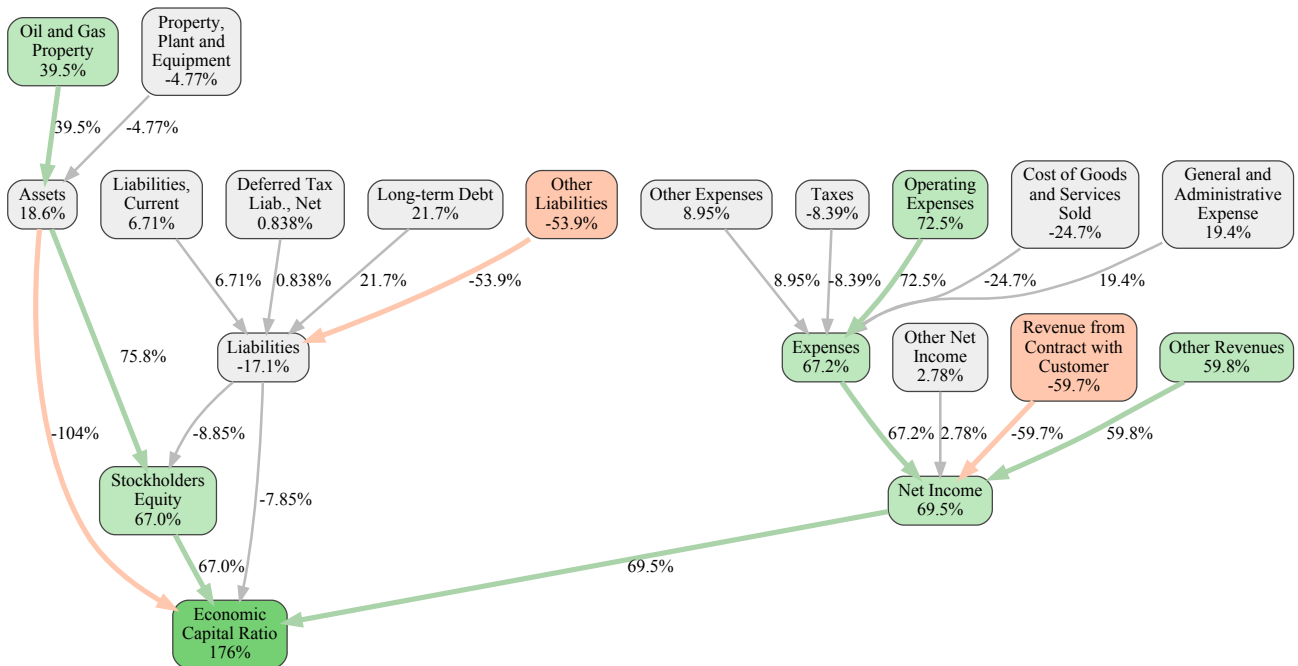 Oil and Gas
Property
39.5%
Property,
Plant and
Equipment
-4.77%
39.5%
-4.77%
Assets
18.6%
Liabilities,
Current
6.71%
Deferred Tax
Liab., Net
0.838%
Long-term Debt
21.7%
Other
Liabilities
-53.9%
Other Expenses
8.95%
Taxes
-8.39%
Operating
Expenses
72.5%
Cost of Goods
and Services
Sold
-24.7%
General and
Administrative
Expense
19.4%
6.71%
0.838%
21.7%
-53.9%
8.95%
-8.39%
72.5%
-24.7%
19.4%
Liabilities
-17.1%
Expenses
67.2%
Other Net
Income
2.78%
Revenue from
Contract with
Customer
-59.7%
Other Revenues
59.8%
75.8%
-104%
-8.85%
-7.85%
67.2%
2.78%
-59.7%
59.8%
Stockholders
Equity
67.0%
Net Income
69.5%
67.0%
69.5%
Economic
Capital Ratio
176%